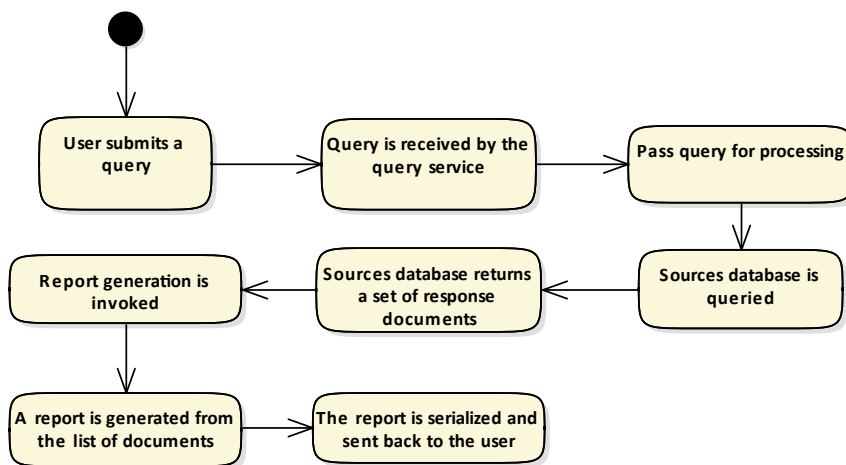 User submits a
query
Query is received by the
query service
Pass query for processing
Sources database is
queried
Sources database returns
a set of response
documents
Report generation is
invoked
A report is generated from
the list of documents
The report is serialized and
sent back to the user